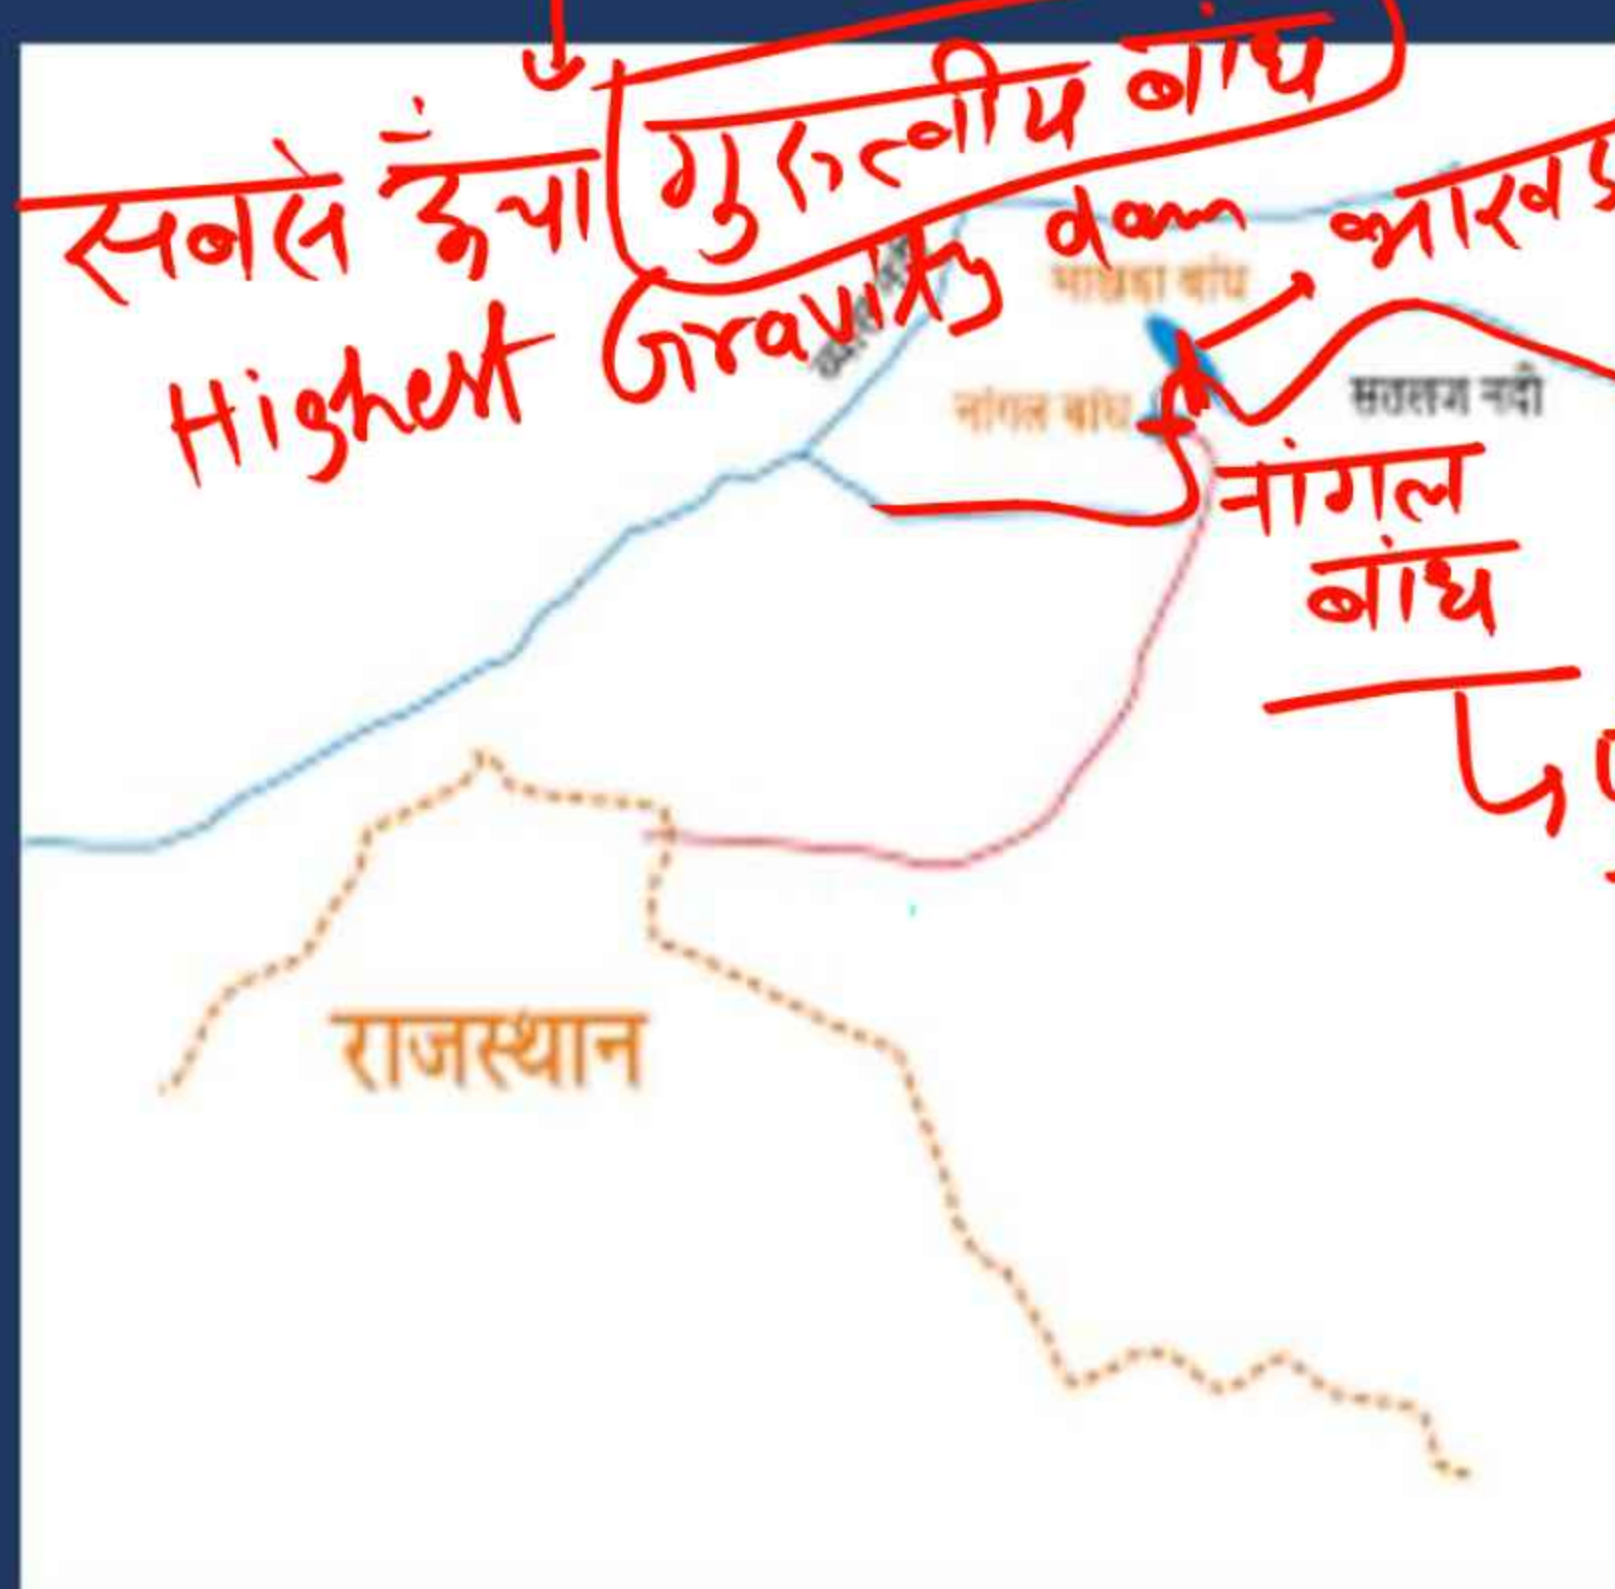 सबसे ऊँचा गुरुत्वीय बांध
Highest Gravity dam
भाखड़ा बांध
नांगल बांध
सतलज नदी
नांगल
बांध
राजस्थान